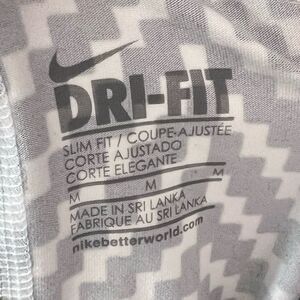 DRI-FIT
SLIM FIT / COUPE-AJUSTÉE
CORTE AJUSTADO
CORTE ELEGANTE
M M M
MADE IN SRI LANKA
FABRIQUE AU SRI LANKA
nikebetterworld.com